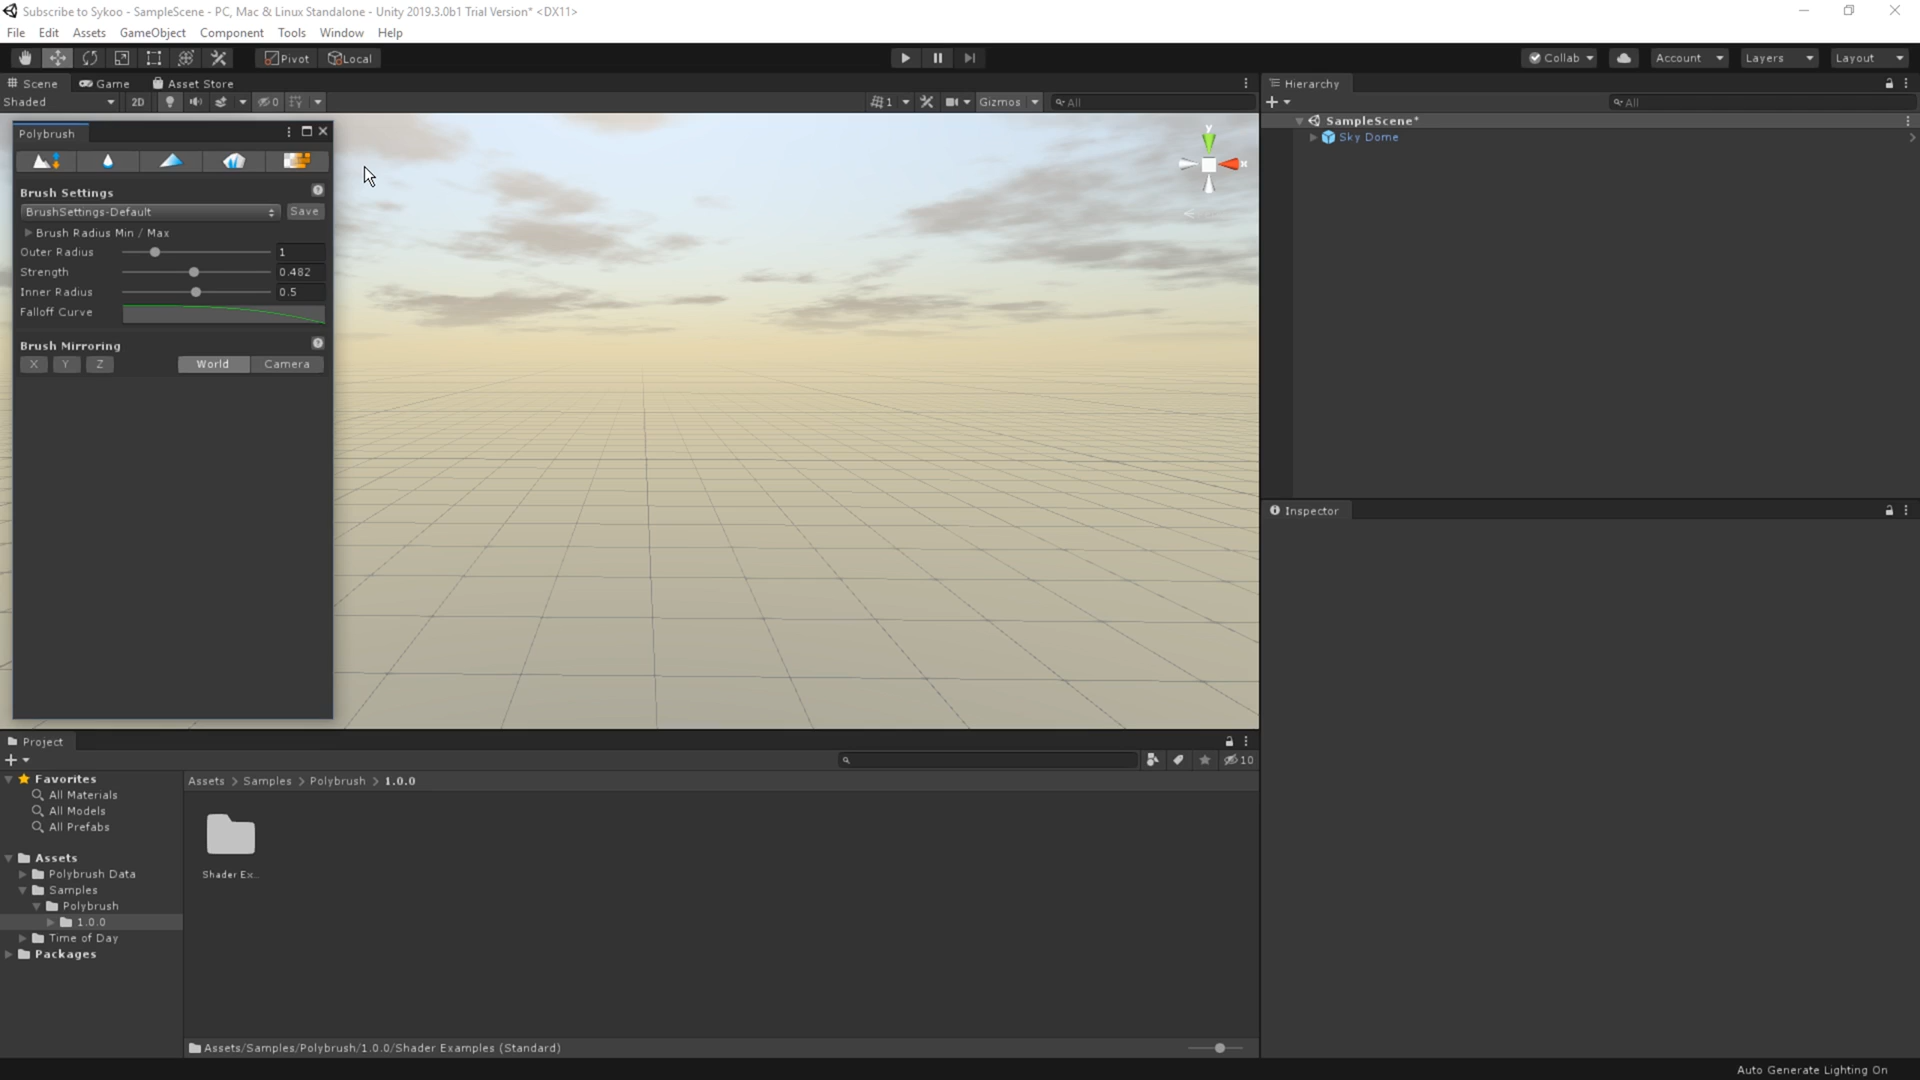 Subscribe to Sykoo - SampleScene - PC, Mac & Linux Standalone - Unity 2019.3.0b1 Trial Version* <DX11>
File Edit Assets GameObject Component Tools Window Help
Pivot Local Collab Account Layers Layout
Scene Game Asset Store Hierarchy
Shaded 2D 0 1 Gizmos All All
SampleScene*
Sky Dome
Polybrush
y
x
Brush Settings
BrushSettings-Default Save
Brush Radius Min / Max
Outer Radius 1
Strength 0.482
Inner Radius 0.5
Falloff Curve
Brush Mirroring
X Y Z World Camera
Inspector
Project
10
Favorites
All Materials
All Models
All Prefabs
Assets
Polybrush Data
Samples
Polybrush
1.0.0
Time of Day
Packages
Assets > Samples > Polybrush > 1.0.0
Shader Ex...
Assets/Samples/Polybrush/1.0.0/Shader Examples (Standard)
Auto Generate Lighting On